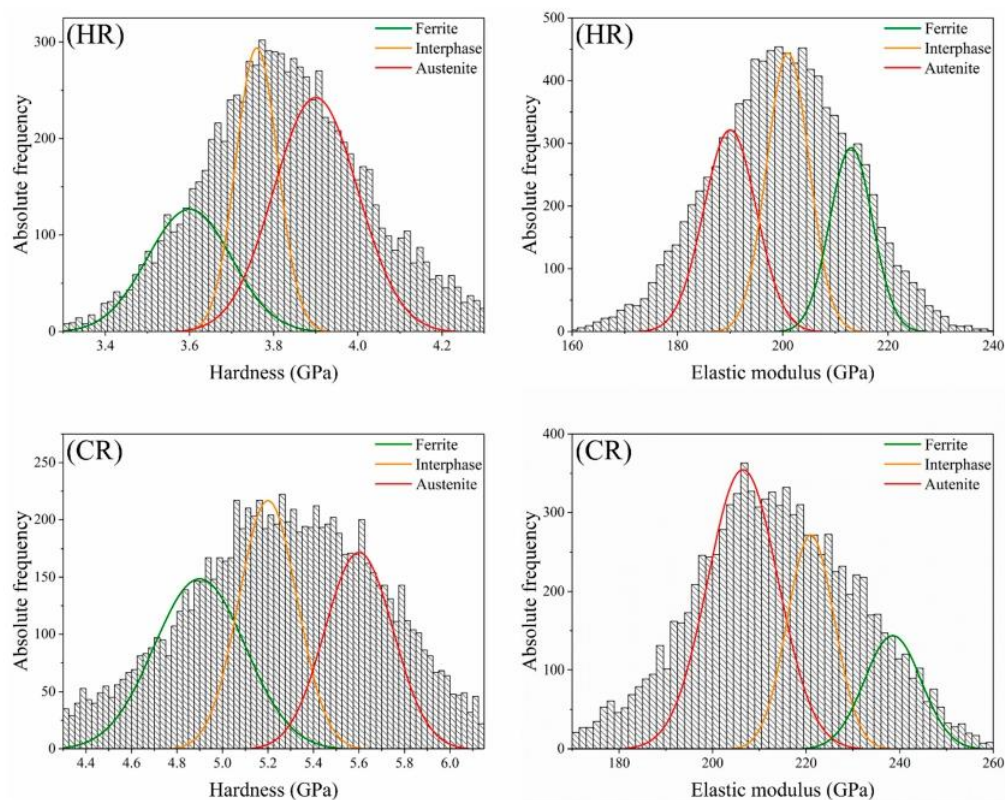 (HR)
Ferrite
Interphase
Austenite
Absolute frequency
300
200
100
0
3.4 3.6 3.8 4.0 4.2
Hardness (GPa)
(HR)
Ferrite
Interphase
Autenite
Absolute frequency
500
400
300
200
100
0
160 180 200 220 240
Elastic modulus (GPa)
(CR)
Ferrite
Interphase
Austenite
Absolute frequency
250
200
150
100
50
0
4.4 4.6 4.8 5.0 5.2 5.4 5.6 5.8 6.0
Hardness (GPa)
(CR)
Ferrite
Interphase
Autenite
Absolute frequency
400
300
200
100
0
180 200 220 240 260
Elastic modulus (GPa)